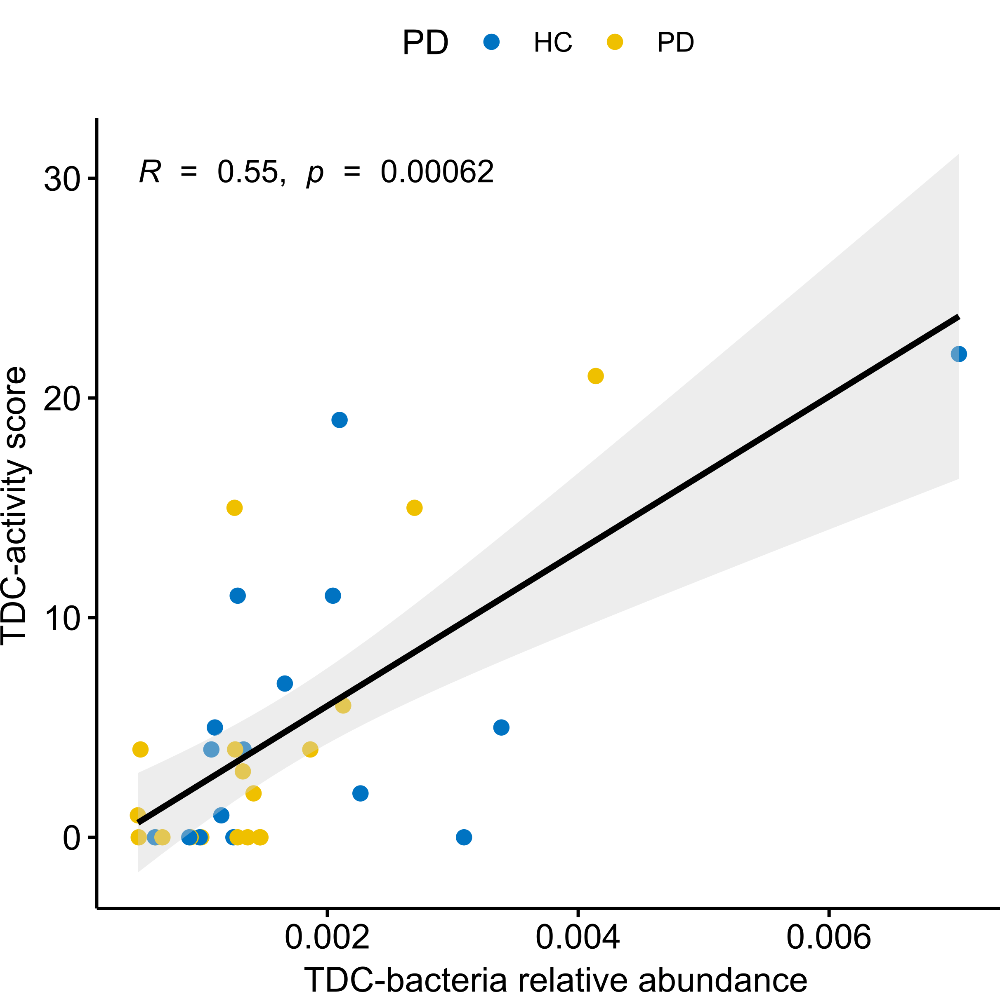 PD HC PD
R = 0.55, p = 0.00062
30
20
10
0
TDC-activity score
0.002 0.004 0.006
TDC-bacteria relative abundance